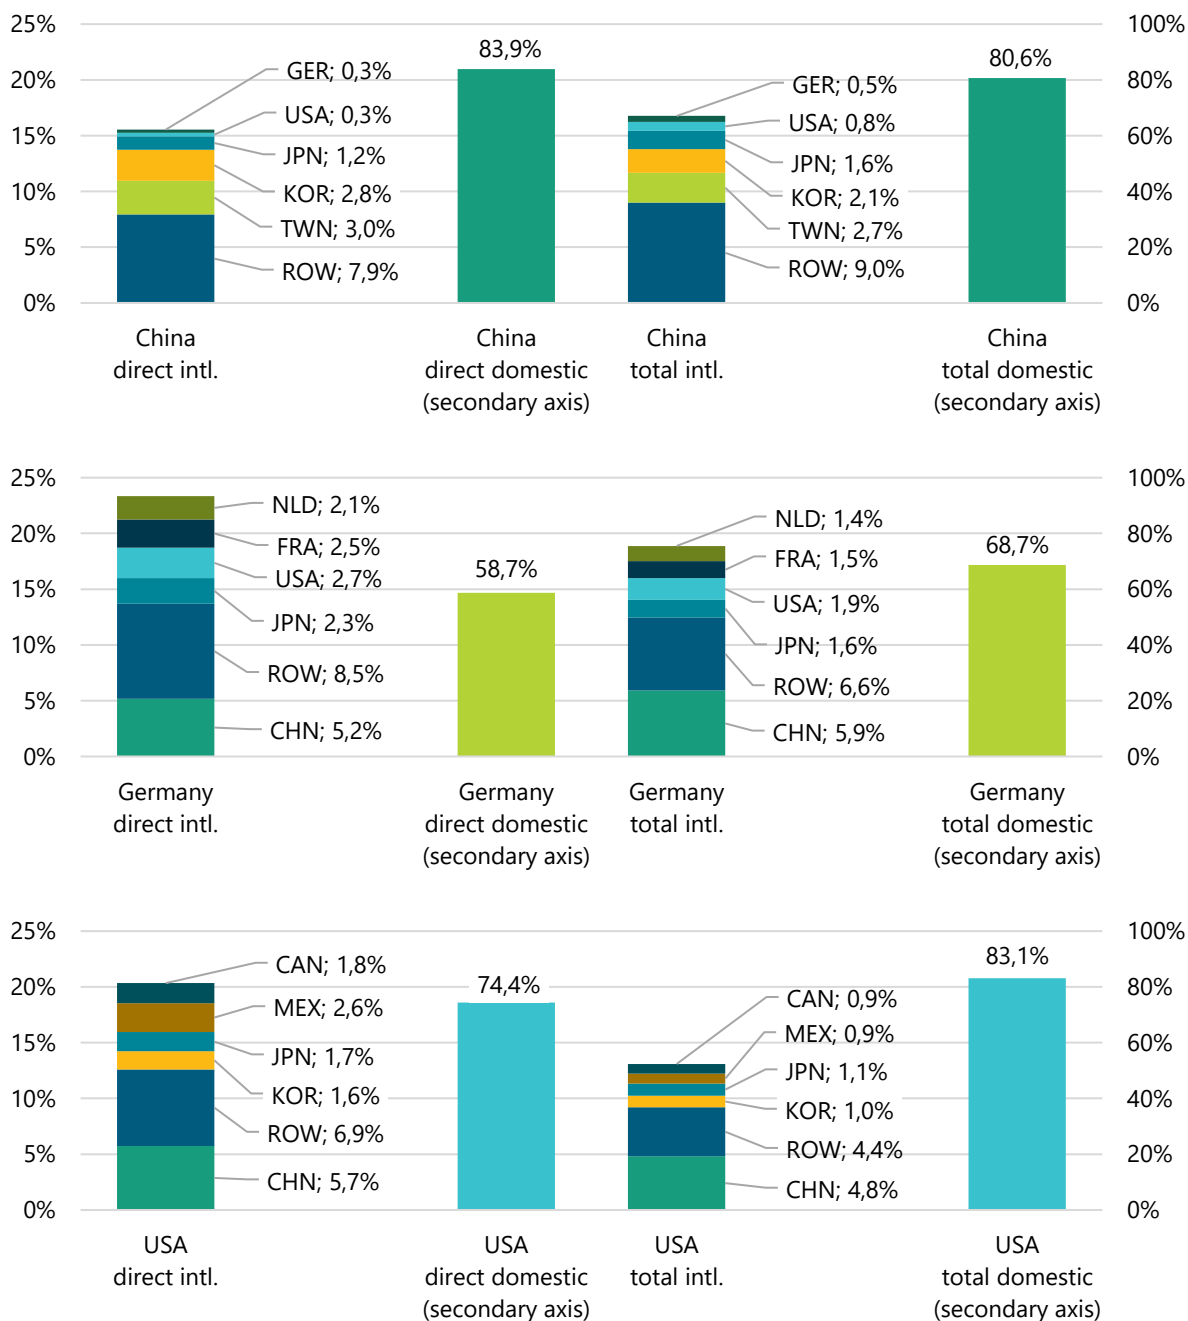 25%
20%
15%
10%
5%
0%
100%
80%
60%
40%
20%
0%
GER; 0,3%
USA; 0,3%
JPN; 1,2%
KOR; 2,8%
TWN; 3,0%
ROW; 7,9%
83,9%
GER; 0,5%
USA; 0,8%
JPN; 1,6%
KOR; 2,1%
TWN; 2,7%
ROW; 9,0%
80,6%
China
direct intl.
China
direct domestic
(secondary axis)
China
total intl.
China
total domestic
(secondary axis)
25%
20%
15%
10%
5%
0%
100%
80%
60%
40%
20%
0%
NLD; 2,1%
FRA; 2,5%
USA; 2,7%
JPN; 2,3%
ROW; 8,5%
CHN; 5,2%
58,7%
NLD; 1,4%
FRA; 1,5%
USA; 1,9%
JPN; 1,6%
ROW; 6,6%
CHN; 5,9%
68,7%
Germany
direct intl.
Germany
direct domestic
(secondary axis)
Germany
total intl.
Germany
total domestic
(secondary axis)
25%
20%
15%
10%
5%
0%
100%
80%
60%
40%
20%
0%
CAN; 1,8%
MEX; 2,6%
JPN; 1,7%
KOR; 1,6%
ROW; 6,9%
CHN; 5,7%
74,4%
CAN; 0,9%
MEX; 0,9%
JPN; 1,1%
KOR; 1,0%
ROW; 4,4%
CHN; 4,8%
83,1%
USA
direct intl.
USA
direct domestic
(secondary axis)
USA
total intl.
USA
total domestic
(secondary axis)